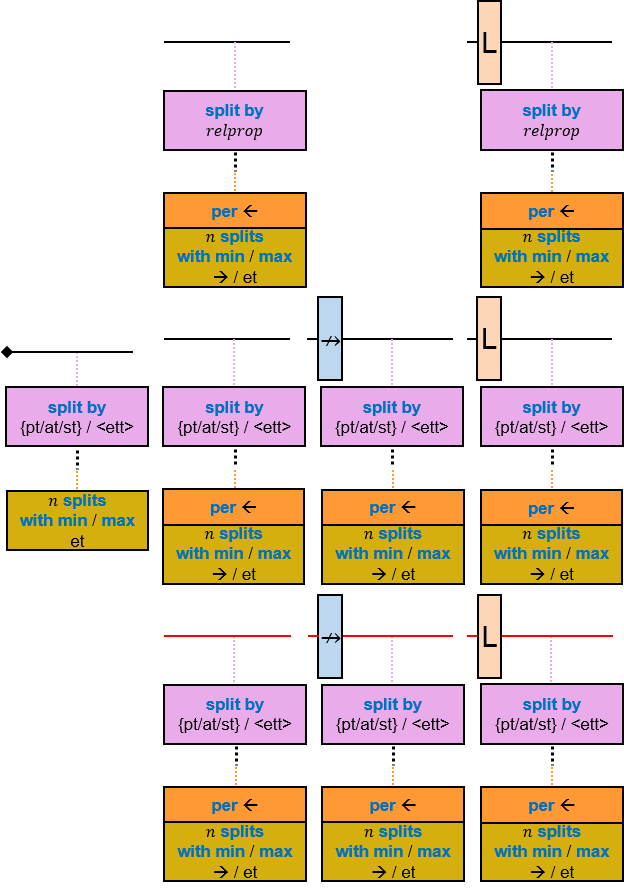 L
split by
relprop
split by
relprop
per ←
n splits
with min / max
→ / et
per ←
n splits
with min / max
→ / et
↛
L
split by
{pt/at/st} / <ett>
split by
{pt/at/st} / <ett>
split by
{pt/at/st} / <ett>
split by
{pt/at/st} / <ett>
n splits
with min / max
et
per ←
n splits
with min / max
→ / et
per ←
n splits
with min / max
→ / et
per ←
n splits
with min / max
→ / et
↛
L
split by
{pt/at/st} / <ett>
split by
{pt/at/st} / <ett>
split by
{pt/at/st} / <ett>
per ←
n splits
with min / max
→ / et
per ←
n splits
with min / max
→ / et
per ←
n splits
with min / max
→ / et